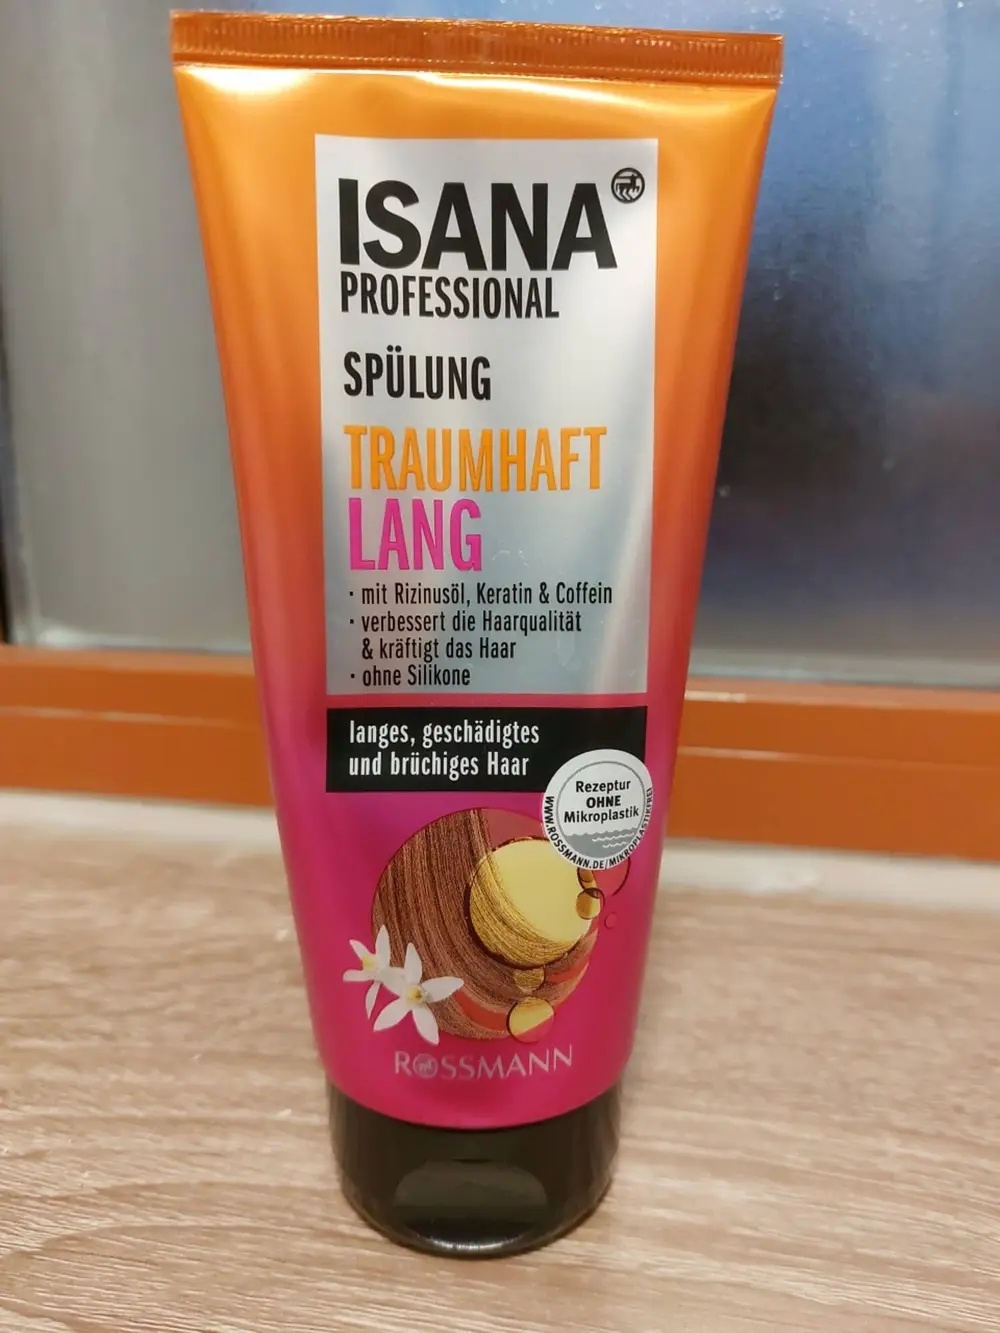 ISANA
PROFESSIONAL
SPÜLUNG
TRAUMHAFT
LANG
· mit Rizinusöl, Keratin & Coffein
· verbessert die Haarqualität
& kräftigt das Haar
· ohne Silikone
langes, geschädigtes
und brüchiges Haar
Rezeptur
OHNE
Mikroplastik
WWW.ROSSMANN.DE/MIKROPLASTIKFREI
ROSSMANN